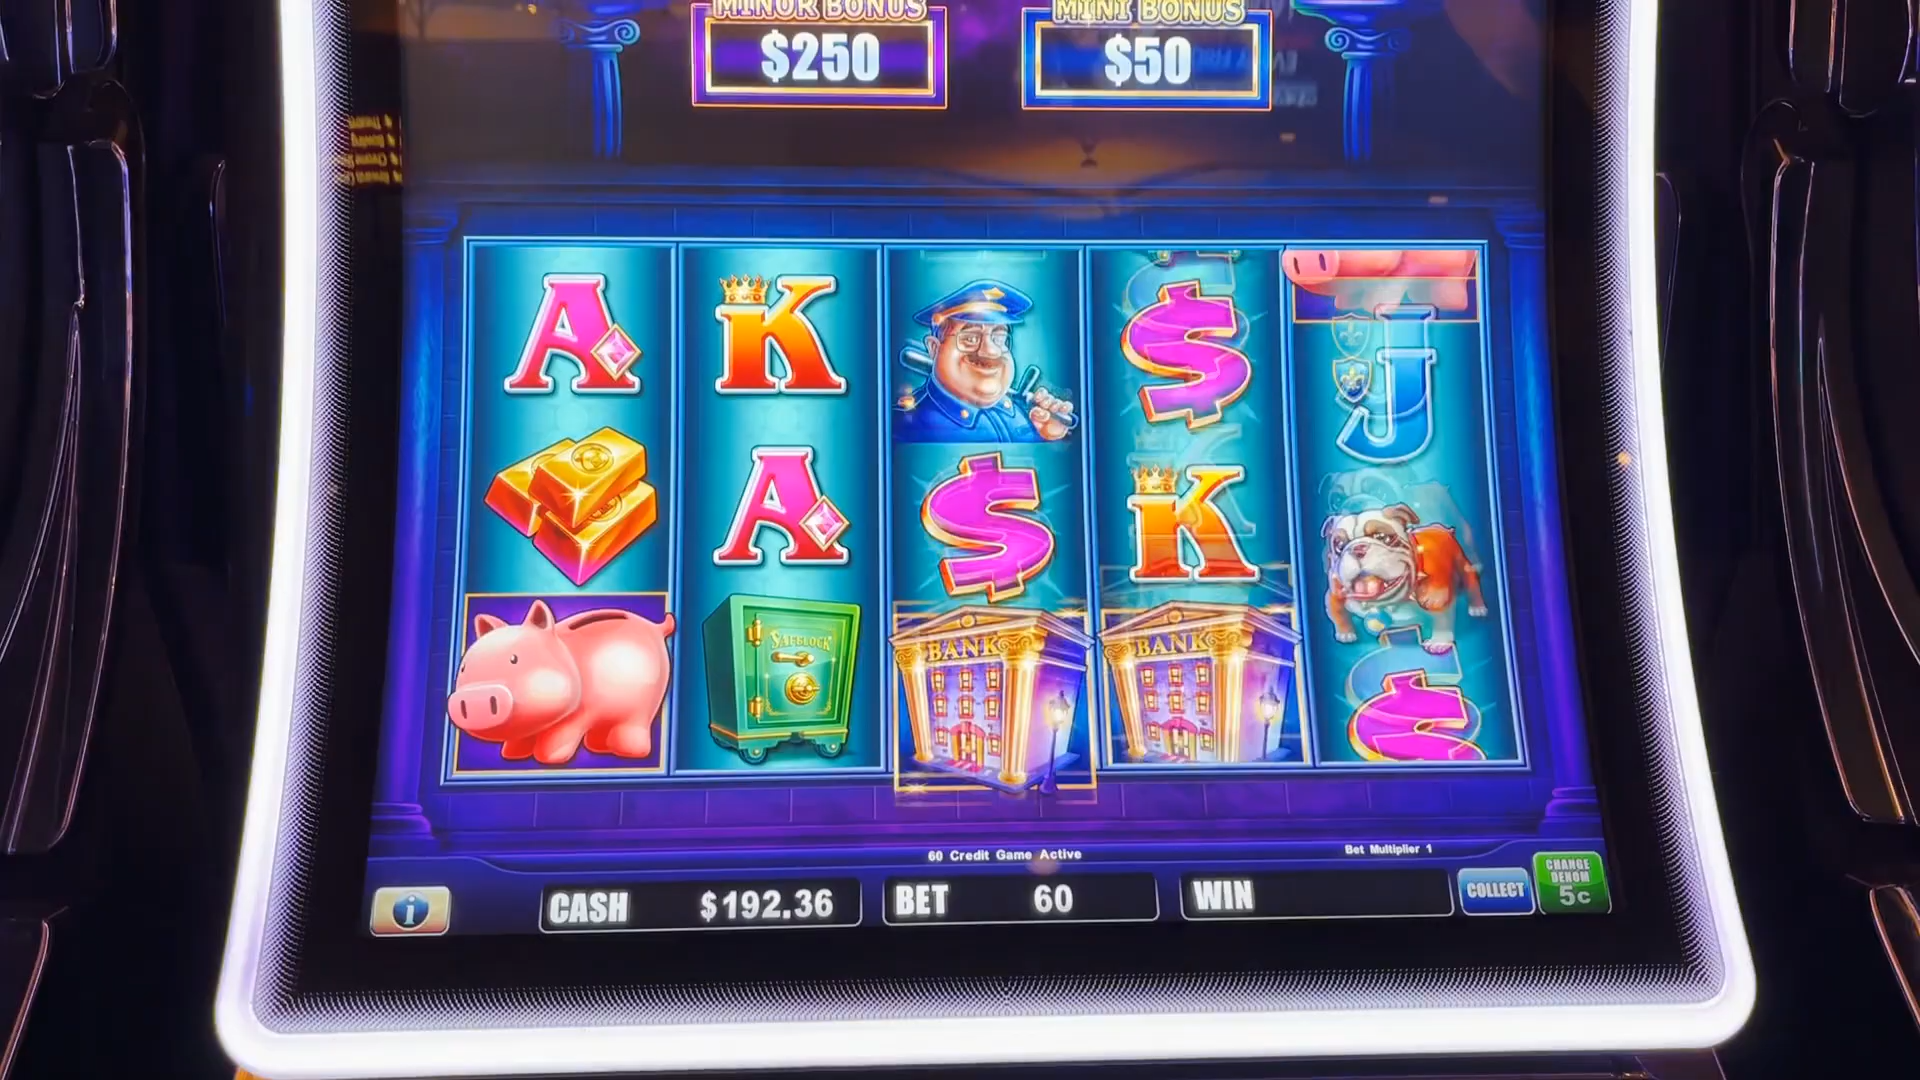 MINOR BONUS
$250
MINI BONUS
$50
A
K
$
J
A
$
K
SAFELOCK
BANK
BANK
$
60 Credit Game Active
Bet Multiplier 1
CASH $192.36
BET 60
WIN
COLLECT
CHANGE
DENOM
5c
i